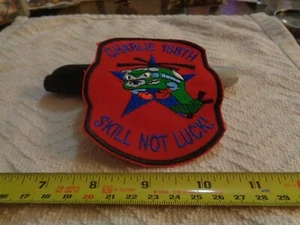 CHARLIE 158TH
SKILL NOT LUCK!
7 8 9 10 11